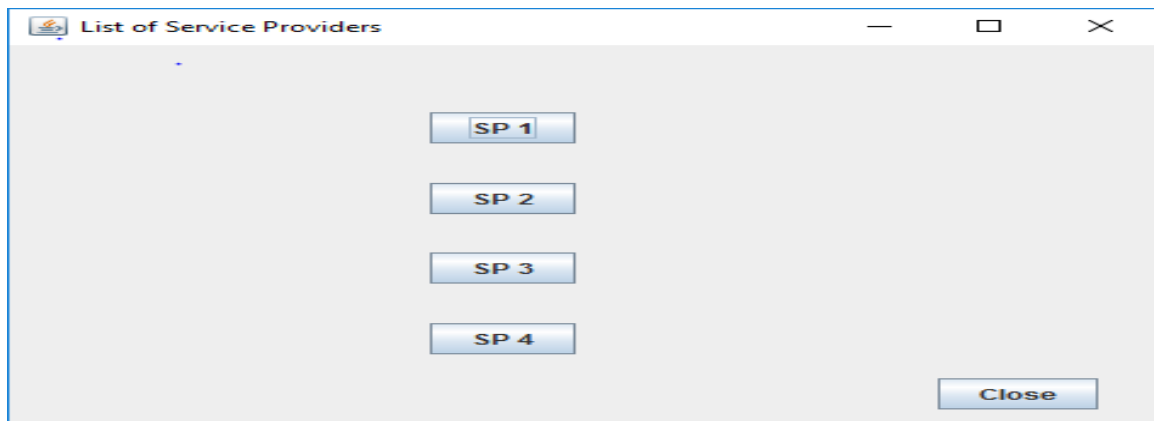 List of Service Providers
SP 1
SP 2
SP 3
SP 4
Close